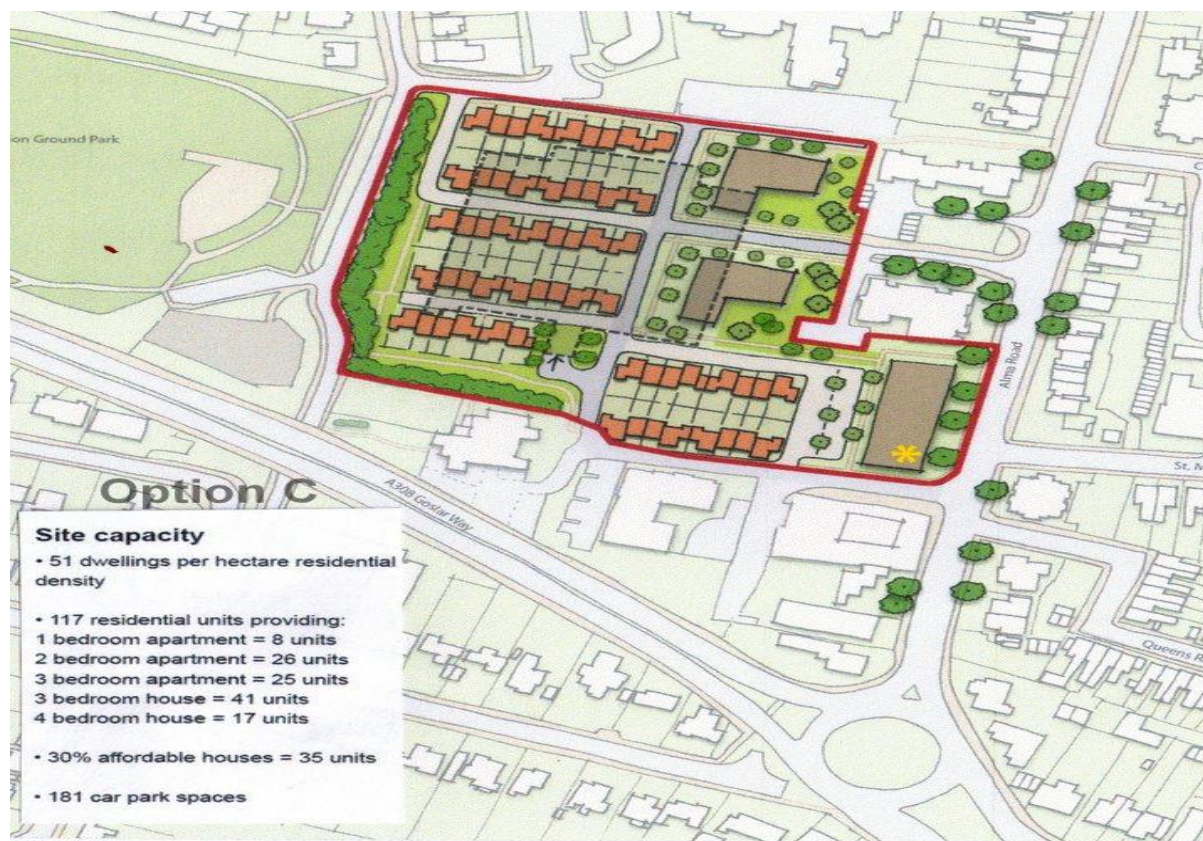 on Ground Park
Alma Road
St. M
Option C
A308 Goslar Way
Queens R
Site capacity
• 51 dwellings per hectare residential
density
• 117 residential units providing:
1 bedroom apartment = 8 units
2 bedroom apartment = 26 units
3 bedroom apartment = 25 units
3 bedroom house = 41 units
4 bedroom house = 17 units
• 30% affordable houses = 35 units
• 181 car park spaces